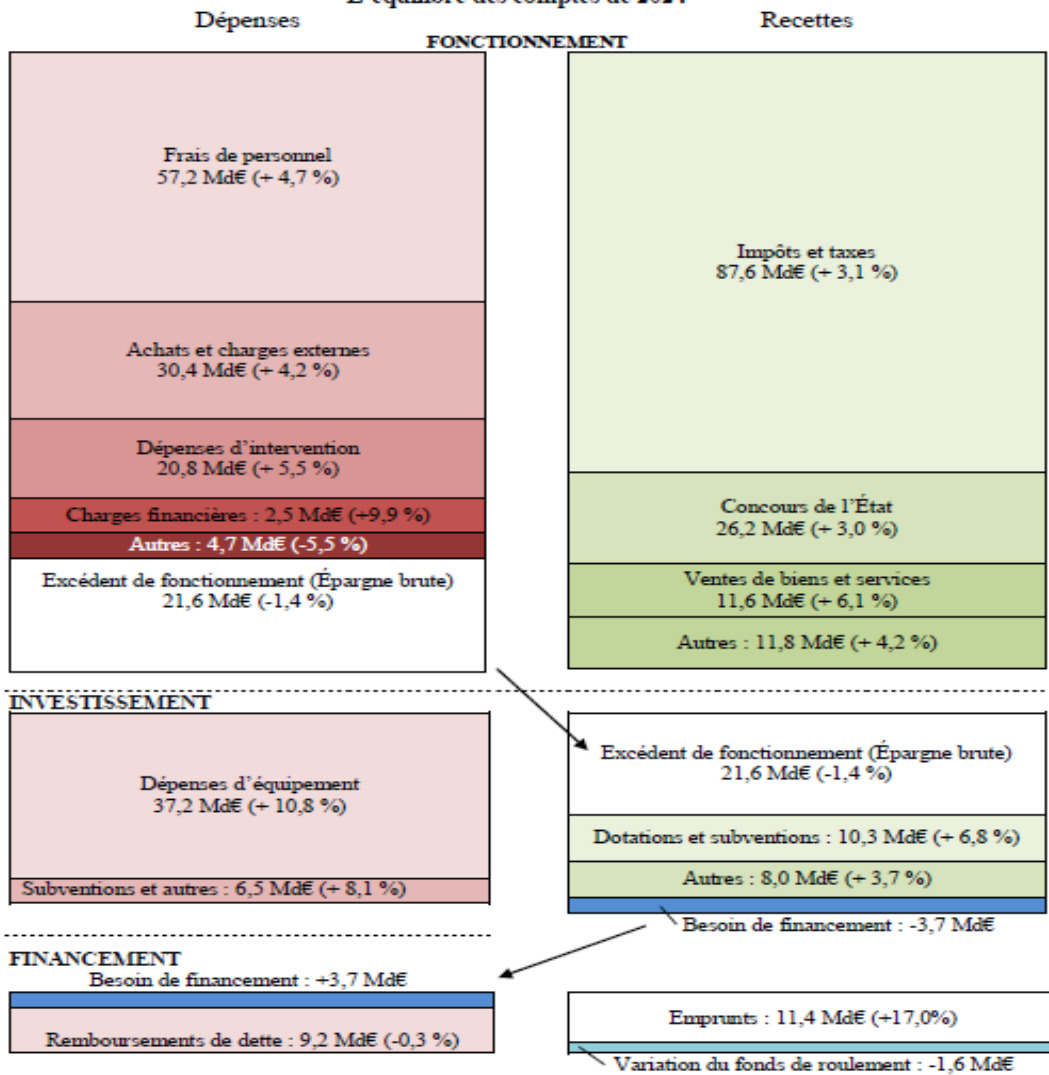 L'équilibre des comptes de 2024
Dépenses
Recettes
FONCTIONNEMENT
Frais de personnel
57,2 Md€ (+ 4,7 %)
Achats et charges externes
30,4 Md€ (+ 4,2 %)
Dépenses d'intervention
20,8 Md€ (+ 5,5 %)
Charges financières : 2,5 Md€ (+9,9 %)
Autres : 4,7 Md€ (-5,5 %)
Excédent de fonctionnement (Épargne brute)
21,6 Md€ (-1,4 %)
Impôts et taxes
87,6 Md€ (+ 3,1 %)
Concours de l'État
26,2 Md€ (+ 3,0 %)
Ventes de biens et services
11,6 Md€ (+ 6,1 %)
Autres : 11,8 Md€ (+ 4,2 %)
INVESTISSEMENT
Dépenses d'équipement
37,2 Md€ (+ 10,8 %)
Subventions et autres : 6,5 Md€ (+ 8,1 %)
Excédent de fonctionnement (Épargne brute)
21,6 Md€ (-1,4 %)
Dotations et subventions : 10,3 Md€ (+ 6,8 %)
Autres : 8,0 Md€ (+ 3,7 %)
Besoin de financement : -3,7 Md€
FINANCEMENT
Besoin de financement : +3,7 Md€
Remboursements de dette : 9,2 Md€ (-0,3 %)
Emprunts : 11,4 Md€ (+17,0%)
Variation du fonds de roulement : -1,6 Md€